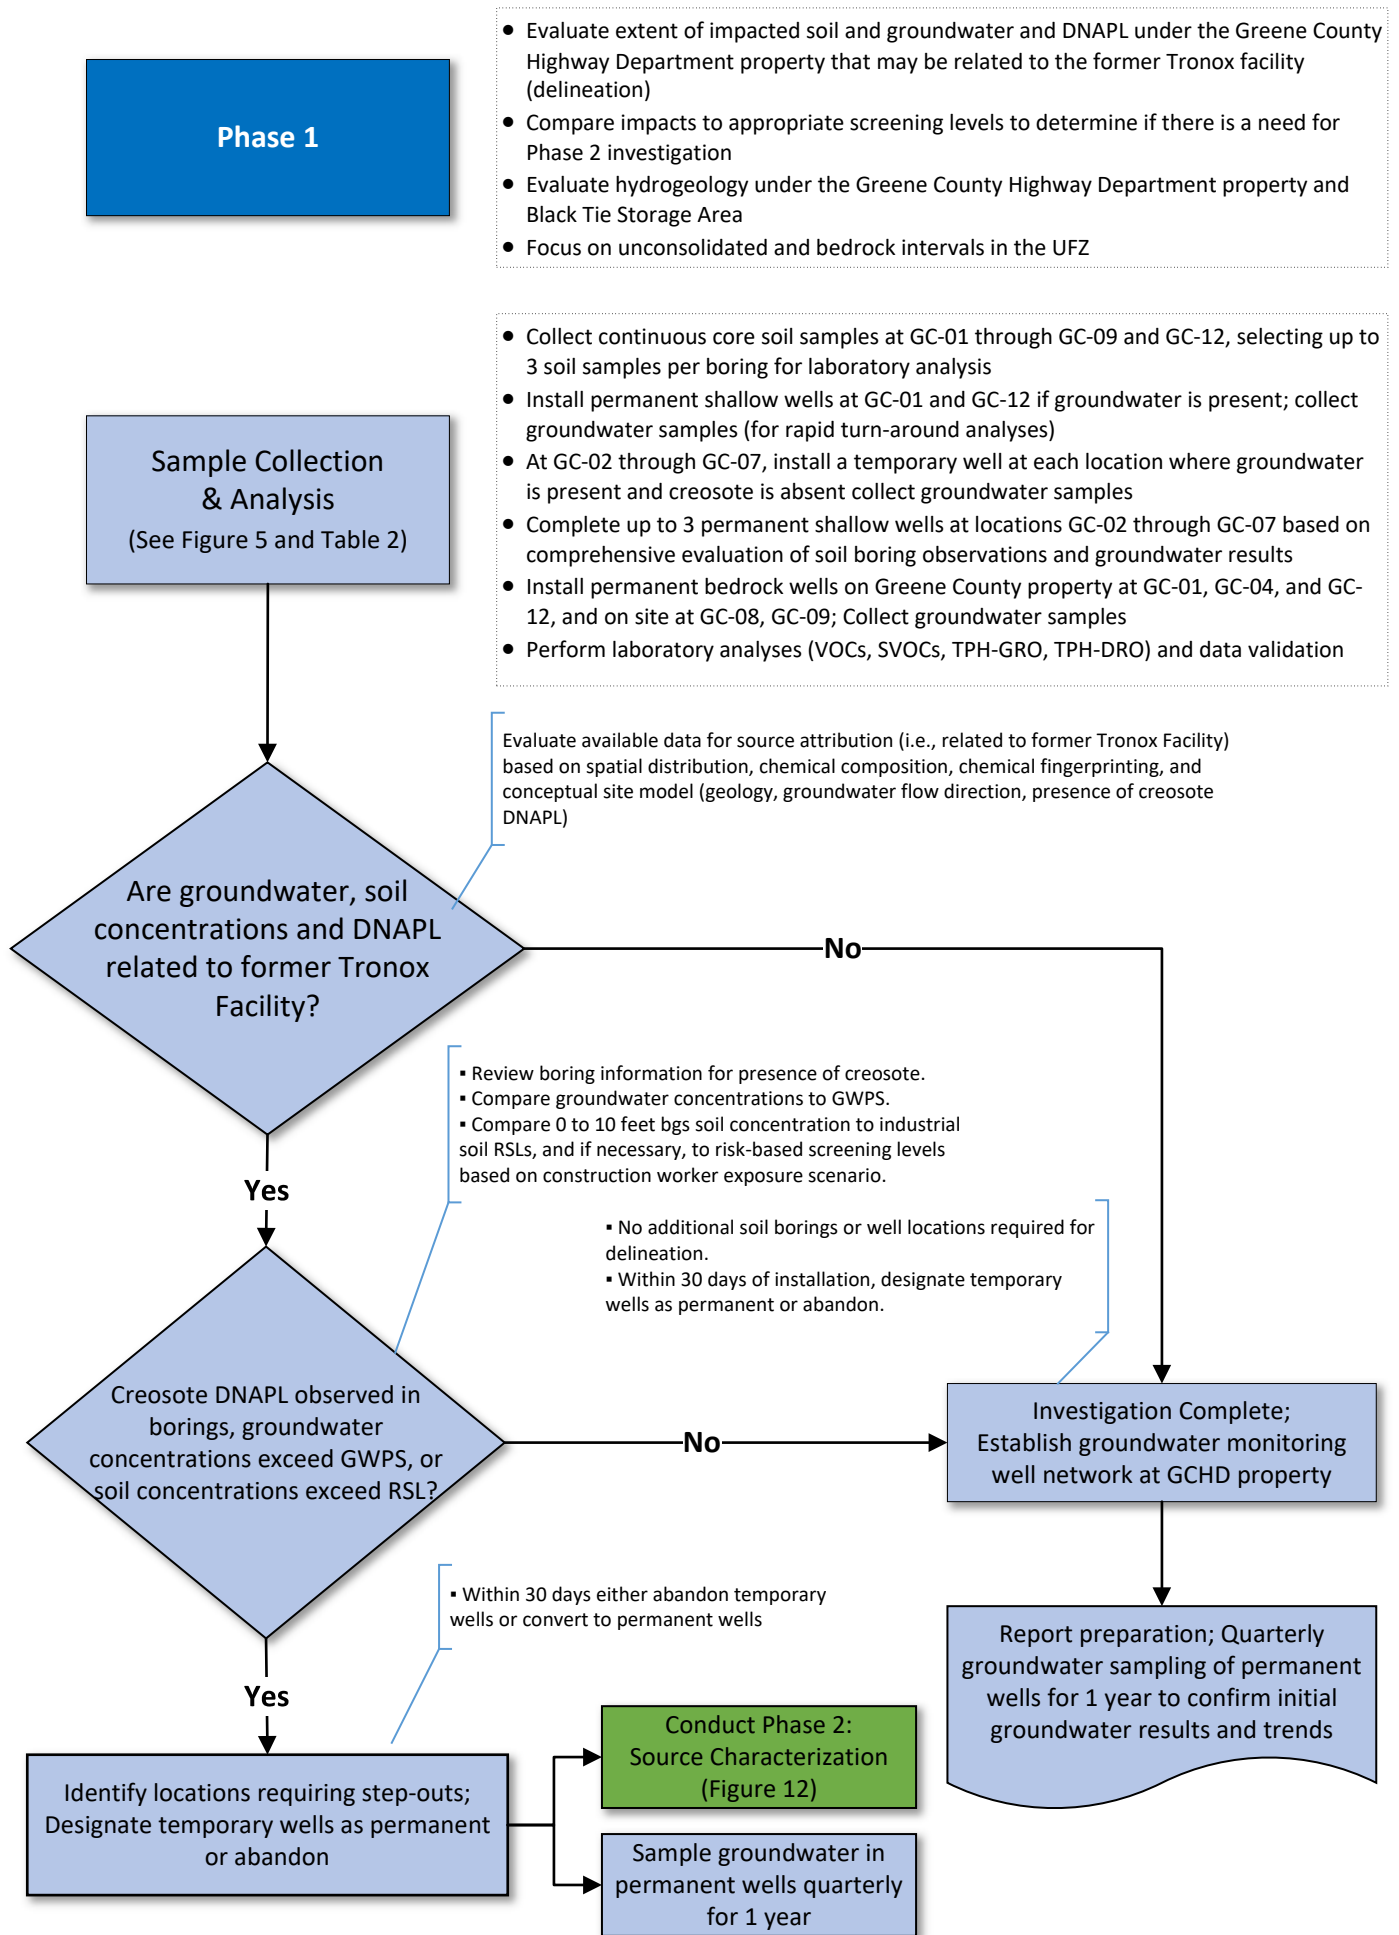 Phase 1
• Evaluate extent of impacted soil and groundwater and DNAPL under the Greene County
Highway Department property that may be related to the former Tronox facility
(delineation)
• Compare impacts to appropriate screening levels to determine if there is a need for
Phase 2 investigation
• Evaluate hydrogeology under the Greene County Highway Department property and
Black Tie Storage Area
• Focus on unconsolidated and bedrock intervals in the UFZ
Sample Collection
& Analysis
(See Figure 5 and Table 2)
• Collect continuous core soil samples at GC-01 through GC-09 and GC-12, selecting up to
3 soil samples per boring for laboratory analysis
• Install permanent shallow wells at GC-01 and GC-12 if groundwater is present; collect
groundwater samples (for rapid turn-around analyses)
• At GC-02 through GC-07, install a temporary well at each location where groundwater
is present and creosote is absent collect groundwater samples
• Complete up to 3 permanent shallow wells at locations GC-02 through GC-07 based on
comprehensive evaluation of soil boring observations and groundwater results
• Install permanent bedrock wells on Greene County property at GC-01, GC-04, and GC-
12, and on site at GC-08, GC-09; Collect groundwater samples
• Perform laboratory analyses (VOCs, SVOCs, TPH-GRO, TPH-DRO) and data validation
Evaluate available data for source attribution (i.e., related to former Tronox Facility)
based on spatial distribution, chemical composition, chemical fingerprinting, and
conceptual site model (geology, groundwater flow direction, presence of creosote
DNAPL)
Are groundwater, soil
concentrations and DNAPL
related to former Tronox
Facility?
No
Yes
▪ Review boring information for presence of creosote.
▪ Compare groundwater concentrations to GWPS.
▪ Compare 0 to 10 feet bgs soil concentration to industrial
soil RSLs, and if necessary, to risk-based screening levels
based on construction worker exposure scenario.
▪ No additional soil borings or well locations required for
delineation.
▪ Within 30 days of installation, designate temporary
wells as permanent or abandon.
Creosote DNAPL observed in
borings, groundwater
concentrations exceed GWPS, or
soil concentrations exceed RSL?
No
Investigation Complete;
Establish groundwater monitoring
well network at GCHD property
Yes
▪ Within 30 days either abandon temporary
wells or convert to permanent wells
Report preparation; Quarterly
groundwater sampling of permanent
wells for 1 year to confirm initial
groundwater results and trends
Identify locations requiring step-outs;
Designate temporary wells as permanent
or abandon
Conduct Phase 2:
Source Characterization
(Figure 12)
Sample groundwater in
permanent wells quarterly
for 1 year